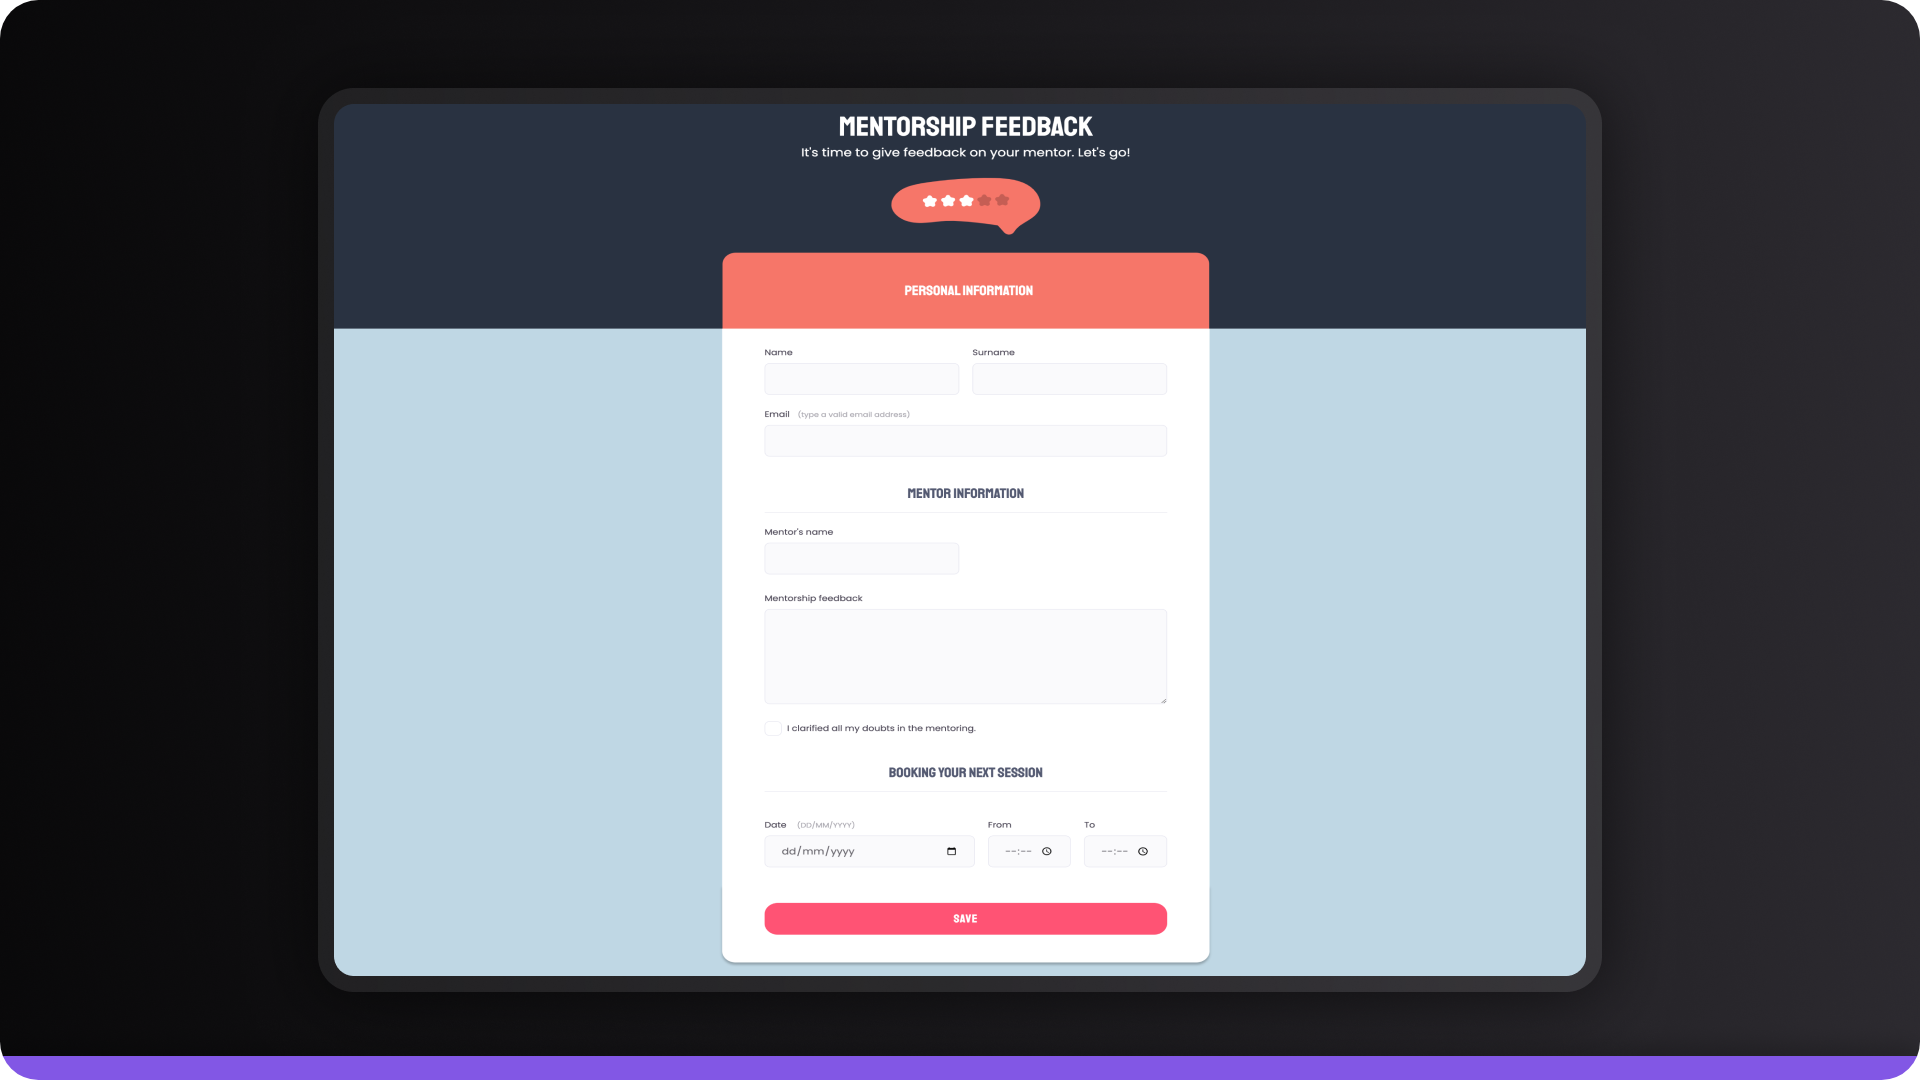 MENTORSHIP FEEDBACK
It's time to give feedback on your mentor. Let's go!
PERSONAL INFORMATION
Name Surname
Email (type a valid email address)
MENTOR INFORMATION
Mentor's name
Mentorship feedback
I clarified all my doubts in the mentoring.
BOOKING YOUR NEXT SESSION
Date (DD/MM/YYYY) From To
dd/mm/yyyy --:-- --:--
SAVE